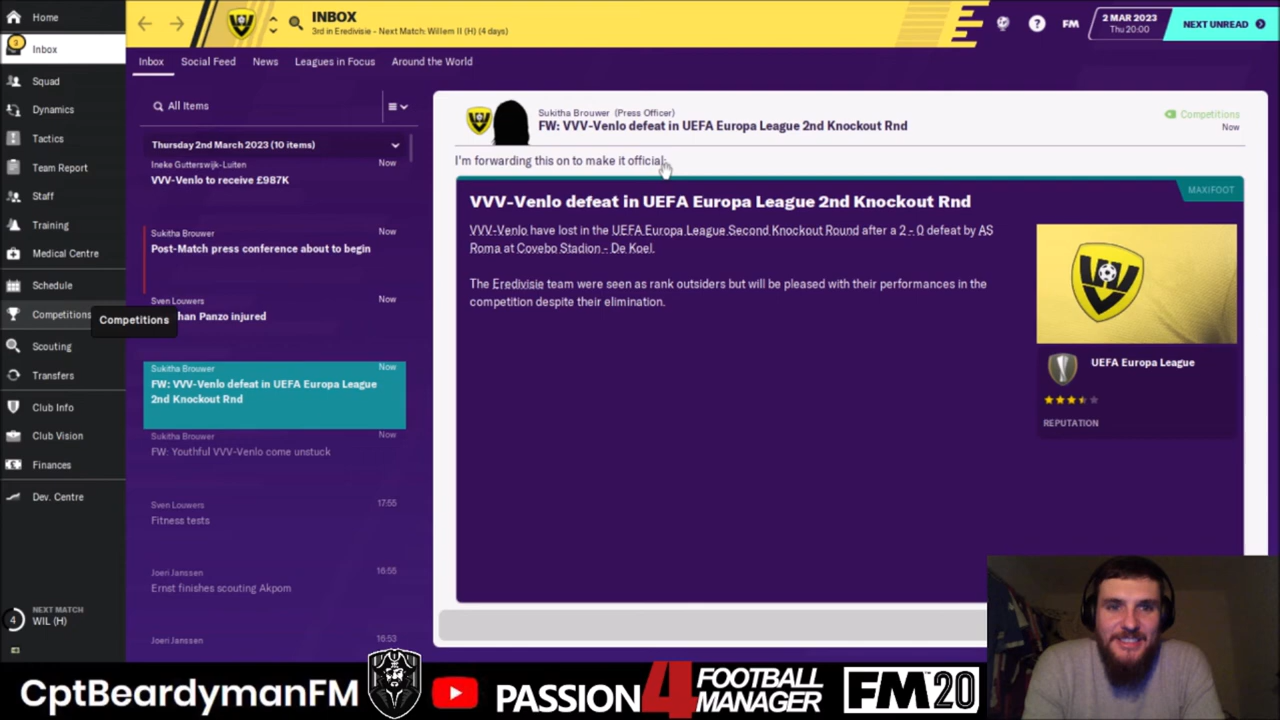 Home
INBOX
3rd in Eredivisie - Next Match: Willem II (H) (4 days)
?
FM
2 MAR 2023
Thu 20:00
NEXT UNREAD
3
Inbox
Squad
Dynamics
Tactics
Team Report
Staff
Training
Medical Centre
Schedule
Competitions
Competitions
Scouting
Transfers
Club Info
Club Vision
Finances
Dev. Centre
4
NEXT MATCH
WIL (H)
Inbox
Social Feed
News
Leagues in Focus
Around the World
All Items
Thursday 2nd March 2023 (10 items)
Ineke Gutterswijk-Luiten
Now
VVV-Venlo to receive £987K
Sukitha Brouwer
Now
Post-Match press conference about to begin
Sven Louwers
Now
han Panzo injured
Sukitha Brouwer
Now
FW: VVV-Venlo defeat in UEFA Europa League
2nd Knockout Rnd
Sukitha Brouwer
Now
FW: Youthful VVV-Venlo come unstuck
Sven Louwers
17:55
Fitness tests
Joeri Janssen
16:55
Ernst finishes scouting Akpom
Joeri Janssen
16:53
Sukitha Brouwer (Press Officer)
FW: VVV-Venlo defeat in UEFA Europa League 2nd Knockout Rnd
Competitions
Now
I'm forwarding this on to make it official:
MAXIFOOT
VVV-Venlo defeat in UEFA Europa League 2nd Knockout Rnd
VVV-Venlo have lost in the UEFA Europa League Second Knockout Round after a 2 - 0 defeat by AS
Roma at Covebo Stadion - De Koel.
The Eredivisie team were seen as rank outsiders but will be pleased with their performances in the
competition despite their elimination.
UEFA Europa League
REPUTATION
CptBeardymanFM
PASSION 4 FOOTBALL
MANAGER
FM20